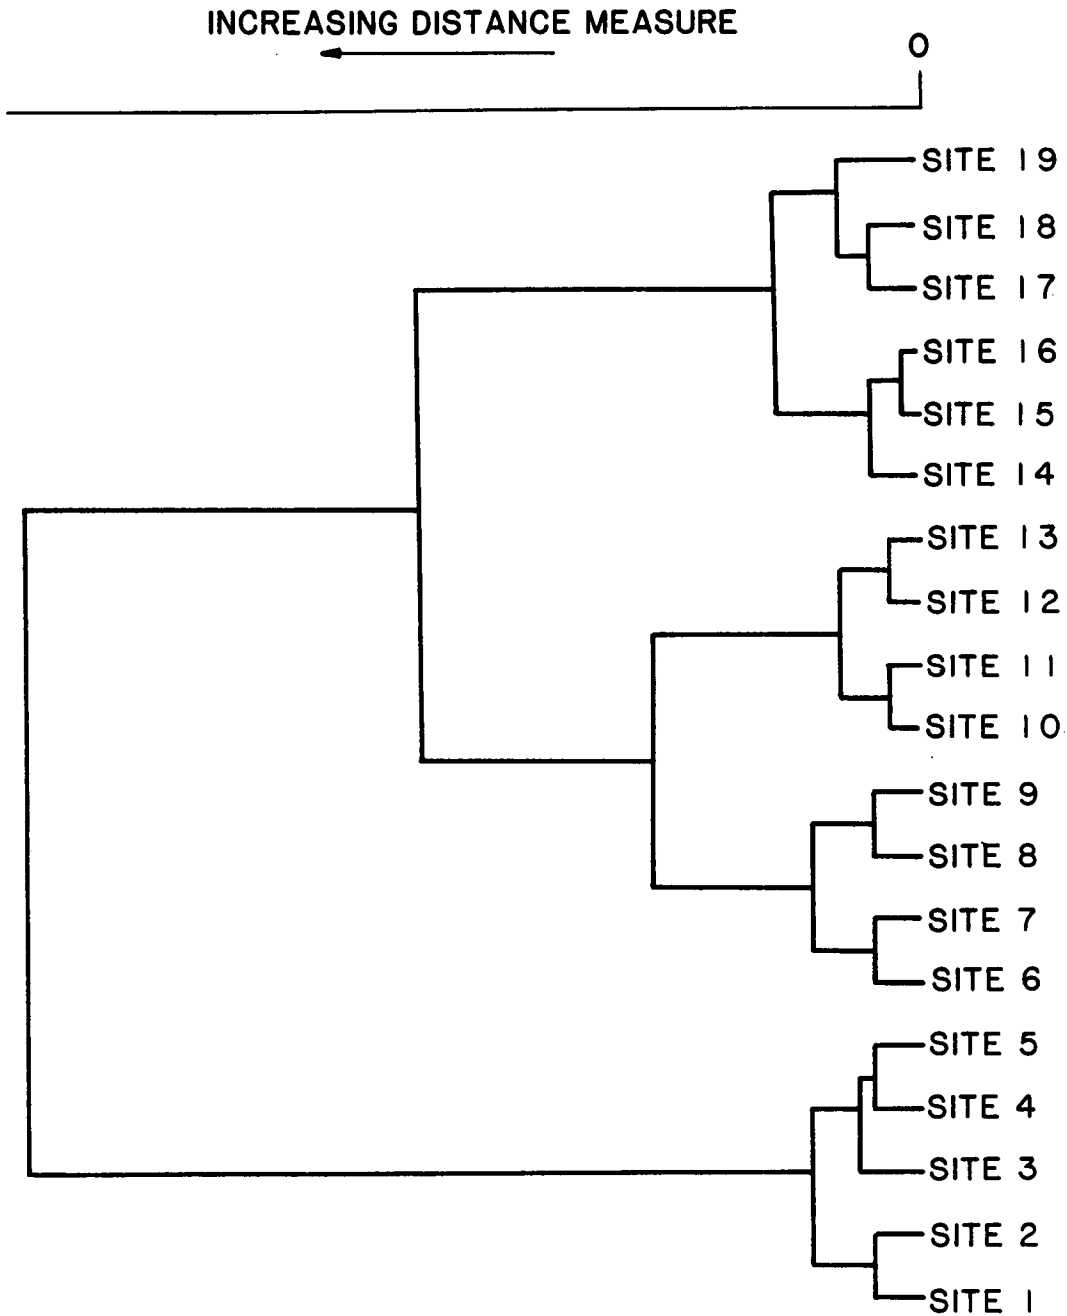 INCREASING DISTANCE MEASURE
0
SITE 19
SITE 18
SITE 17
SITE 16
SITE 15
SITE 14
SITE 13
SITE 12
SITE 11
SITE 10
SITE 9
SITE 8
SITE 7
SITE 6
SITE 5
SITE 4
SITE 3
SITE 2
SITE 1